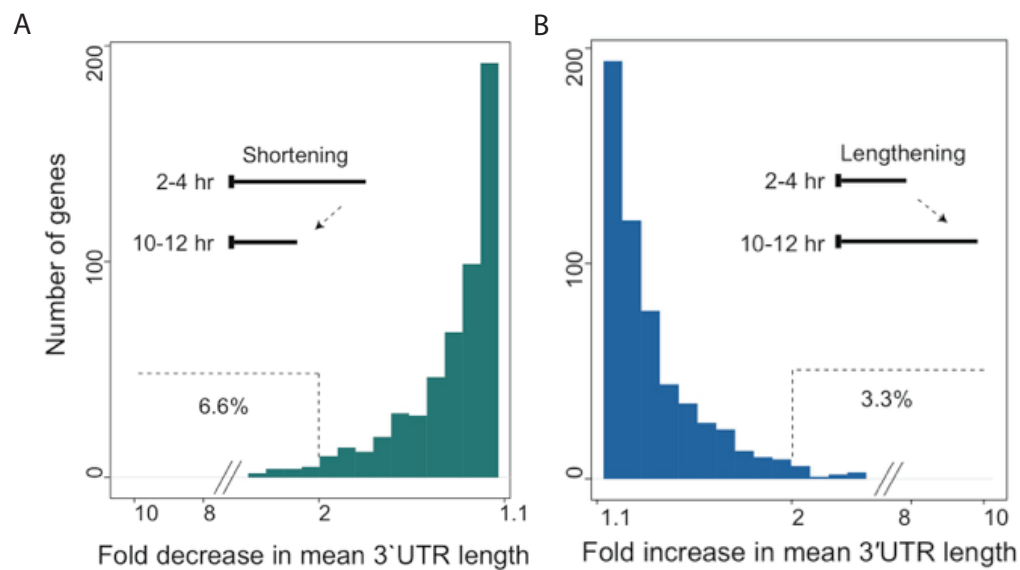 A
200
100
0
Number of genes
Shortening
2-4 hr
10-12 hr
6.6%
10 8 2 1.1
Fold decrease in mean 3`UTR length
B
200
100
0
Lengthening
2-4 hr
10-12 hr
3.3%
1.1 2 8 10
Fold increase in mean 3′UTR length